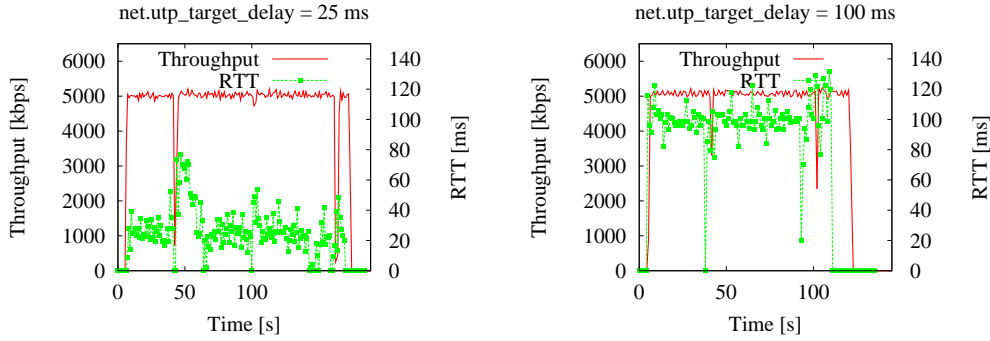 net.utp_target_delay = 25 ms
Throughput [kbps]
6000
5000
4000
3000
2000
1000
0
Throughput
RTT
140
120
100
80
60
40
20
0
RTT [ms]
0 50 100
Time [s]
net.utp_target_delay = 100 ms
Throughput [kbps]
6000
5000
4000
3000
2000
1000
0
Throughput
RTT
140
120
100
80
60
40
20
0
RTT [ms]
0 50 100
Time [s]